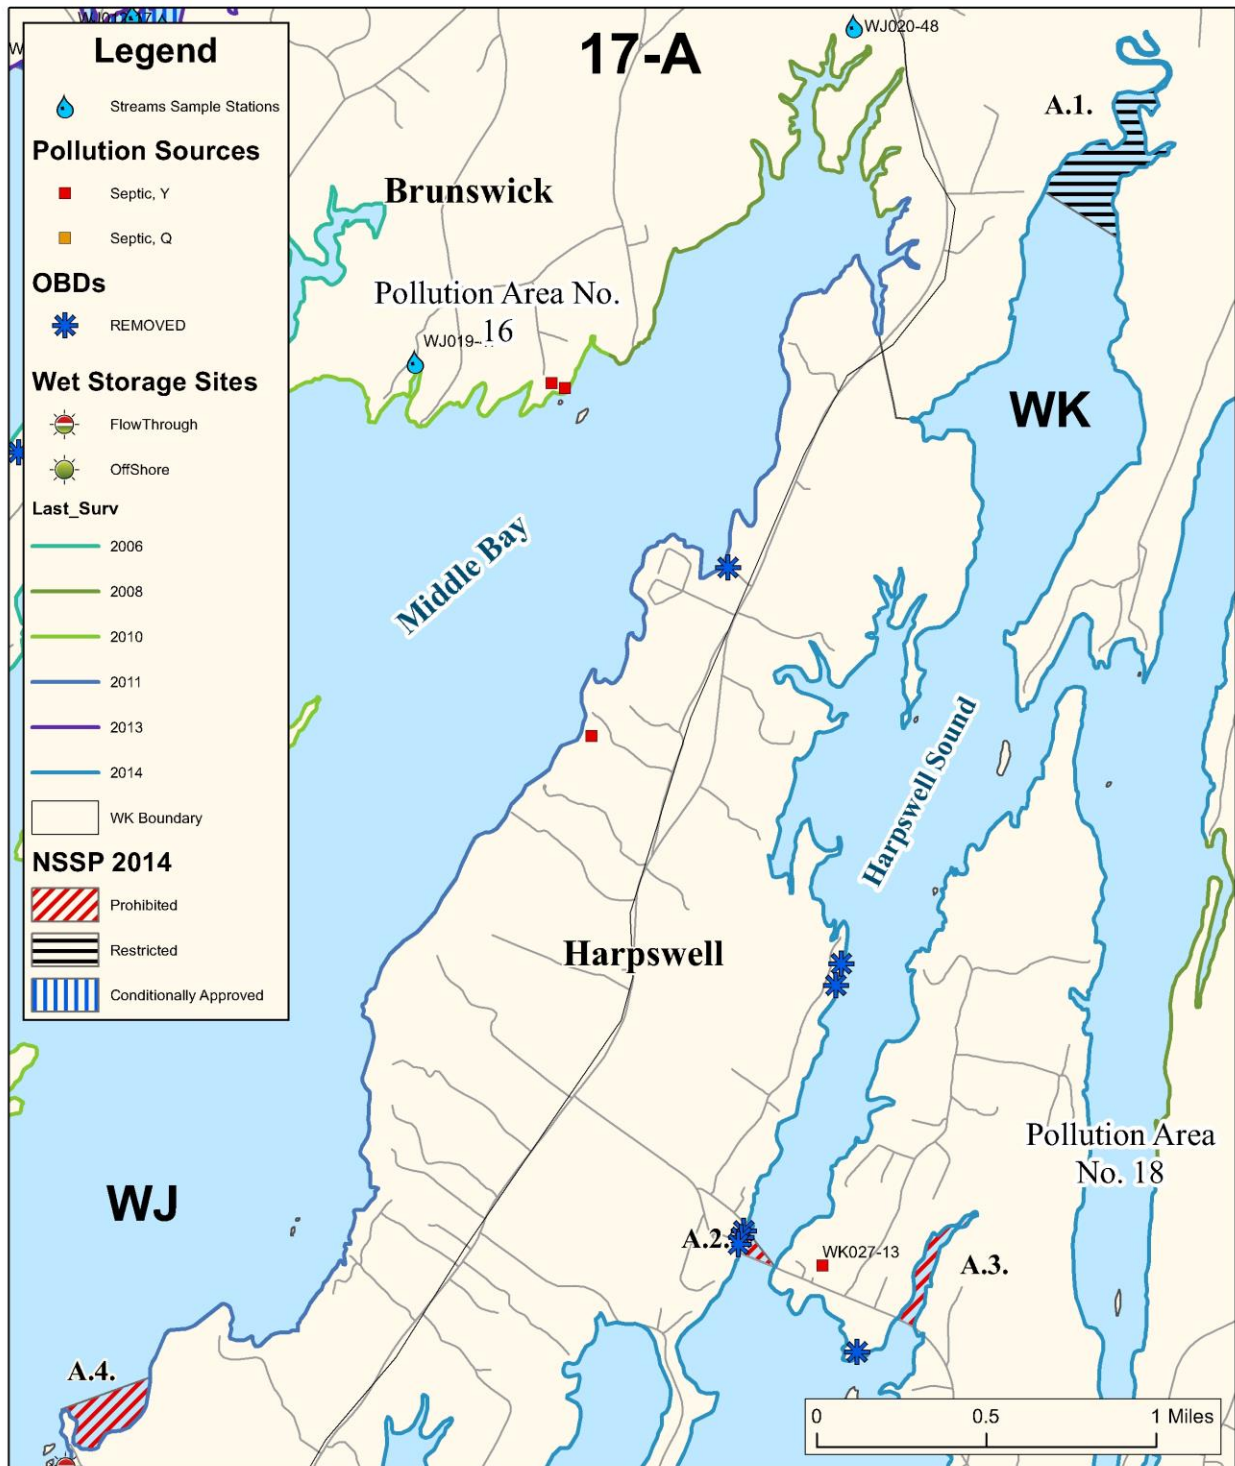 17-A
WJ020-48
A.1.
Legend
Streams Sample Stations
Pollution Sources
Septic, Y
Septic, Q
OBDs
REMOVED
Wet Storage Sites
FlowThrough
OffShore
Last_Surv
2006
2008
2010
2011
2013
2014
WK Boundary
NSSP 2014
Prohibited
Restricted
Conditionally Approved
Brunswick
Pollution Area No.
16
WK
Middle Bay
Harpswell Sound
Harpswell
Pollution Area
No. 18
WJ
A.2.
WK027-13
A.3.
A.4.
0 0.5 1 Miles